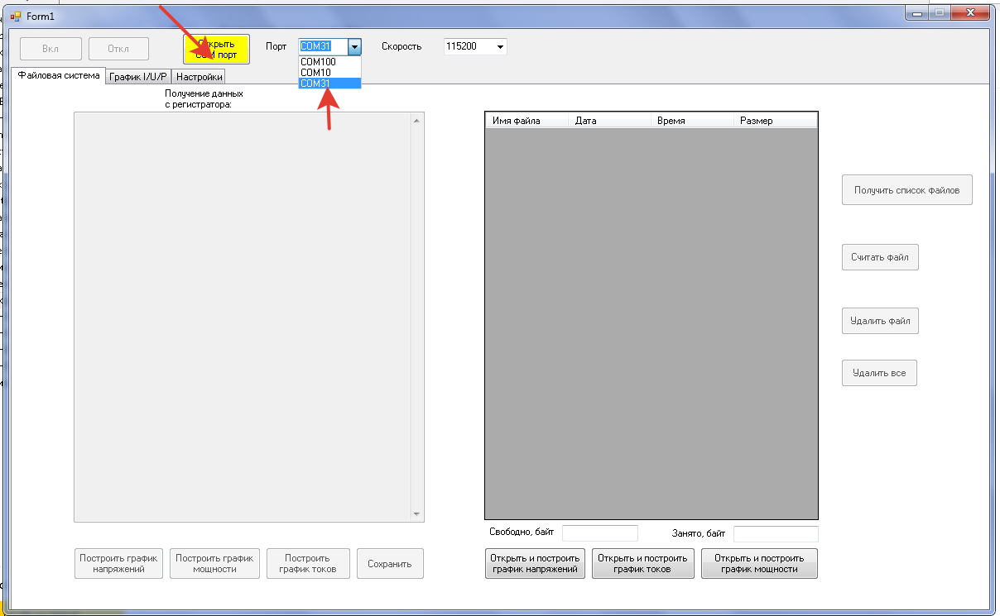 Form1
Вкл
Откл
Порт
COM31
Скорость
115200
порт
COM100
COM10
COM31
Файловая система
График I/U/P
Настройки
Получение данных
с регистратора:
Имя файла
Дата
Время
Размер
Получить список файлов
Считать файл
Удалить файл
Удалить все
Свободно, байт
Занято, байт
Построить график
напряжений
Построить график
мощности
Построить
график токов
Сохранить
Открыть и построить
график напряжений
Открыть и построить
график токов
Открыть и построить
график мощности